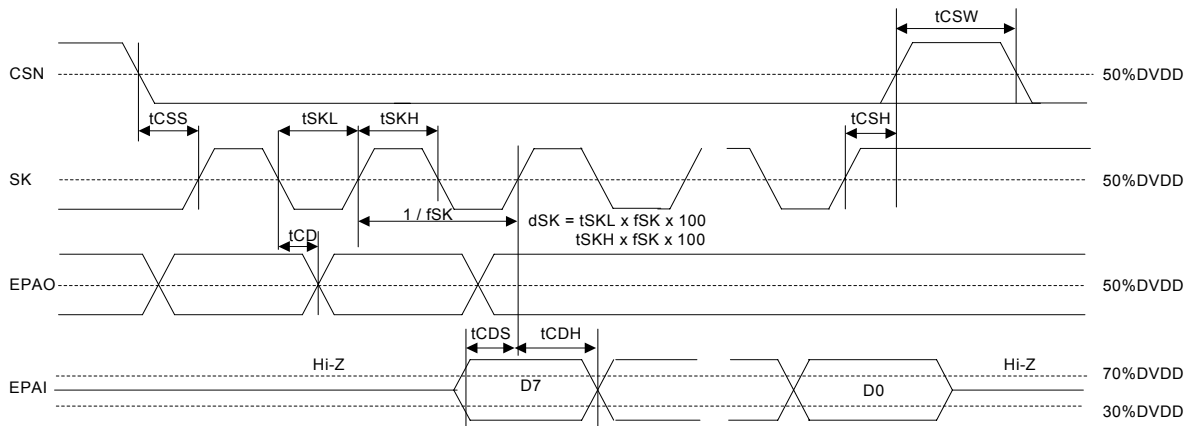 tCSW
CSN
50%DVDD
tCSS
tSKL
tSKH
tCSH
SK
50%DVDD
1 / fSK
dSK = tSKL x fSK x 100
tSKH x fSK x 100
tCD
EPAO
50%DVDD
tCDS
tCDH
Hi-Z
Hi-Z
70%DVDD
EPAI
D7
D0
30%DVDD